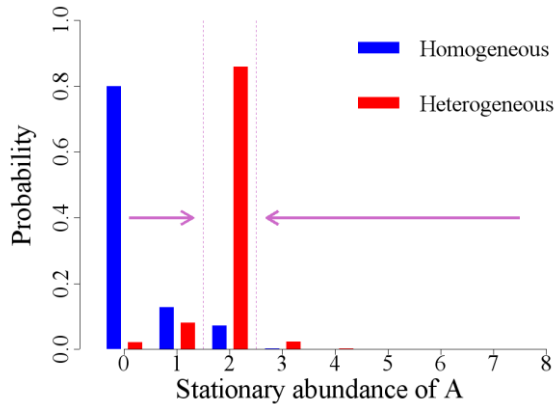 1.0
0.8
0.6
0.4
0.2
0.0
Probability
Homogeneous
Heterogeneous
0 1 2 3 4 5 6 7 8
Stationary abundance of A